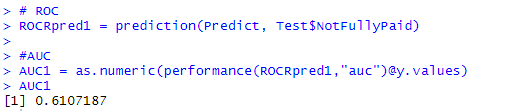 > # ROC
> ROCRpred1 = prediction(Predict, Test$NotFullyPaid)
>
> #AUC
> AUC1 = as.numeric(performance(ROCRpred1,"auc")@y.values)
> AUC1
[1] 0.6107187